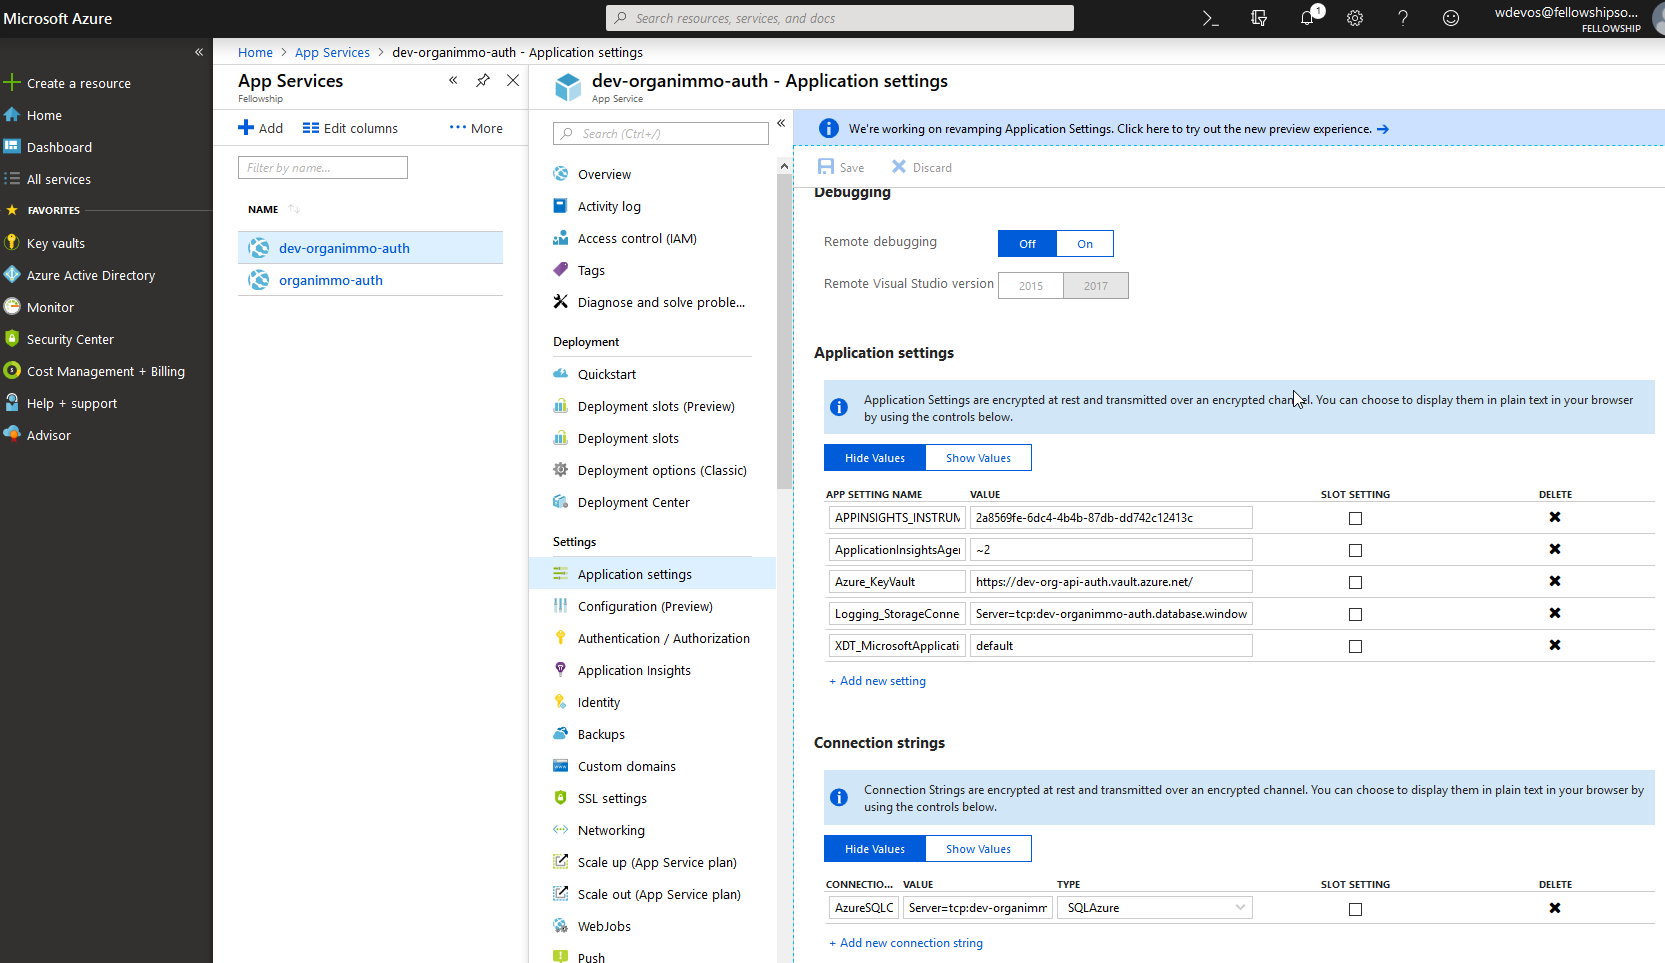 Microsoft Azure
Search resources, services, and docs
1
wdevos@fellowshipso...
FELLOWSHIP
Create a resource
Home
Dashboard
All services
FAVORITES
Key vaults
Azure Active Directory
Monitor
Security Center
Cost Management + Billing
Help + support
Advisor
Home > App Services > dev-organimmo-auth - Application settings
App Services
Fellowship
Add
Edit columns
More
Filter by name...
NAME
dev-organimmo-auth
organimmo-auth
dev-organimmo-auth - Application settings
App Service
Search (Ctrl+/)
Overview
Activity log
Access control (IAM)
Tags
Diagnose and solve proble...
Deployment
Quickstart
Deployment slots (Preview)
Deployment slots
Deployment options (Classic)
Deployment Center
Settings
Application settings
Configuration (Preview)
Authentication / Authorization
Application Insights
Identity
Backups
Custom domains
SSL settings
Networking
Scale up (App Service plan)
Scale out (App Service plan)
WebJobs
Push
We're working on revamping Application Settings. Click here to try out the new preview experience.
Save
Discard
Debugging
Remote debugging
Off
On
Remote Visual Studio version
2015
2017
Application settings
Application Settings are encrypted at rest and transmitted over an encrypted channel. You can choose to display them in plain text in your browser
by using the controls below.
Hide Values
Show Values
APP SETTING NAME VALUE SLOT SETTING DELETE
APPINSIGHTS_INSTRUM 2a8569fe-6dc4-4b4b-87db-dd742c12413c
ApplicationInsightsAger ~2
Azure_KeyVault https://dev-org-api-auth.vault.azure.net/
Logging_StorageConne Server=tcp:dev-organimmo-auth.database.window
XDT_MicrosoftApplicati default
+ Add new setting
Connection strings
Connection Strings are encrypted at rest and transmitted over an encrypted channel. You can choose to display them in plain text in your browser by
using the controls below.
Hide Values
Show Values
CONNECTIO... VALUE TYPE SLOT SETTING DELETE
AzureSQLC Server=tcp:dev-organimm SQLAzure
+ Add new connection string